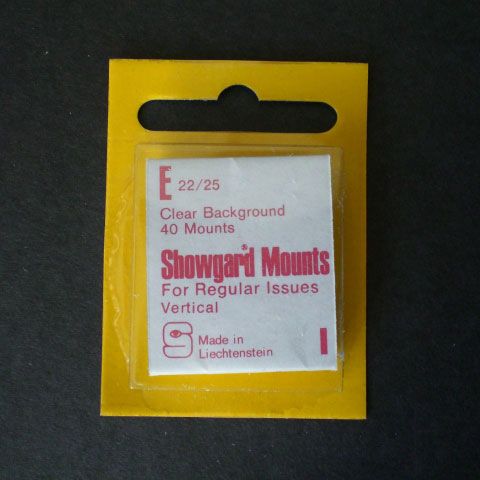 E 22/25
Clear Background
40 Mounts
Showgard® Mounts
For Regular Issues
Vertical
S Made in
Liechtenstein
I